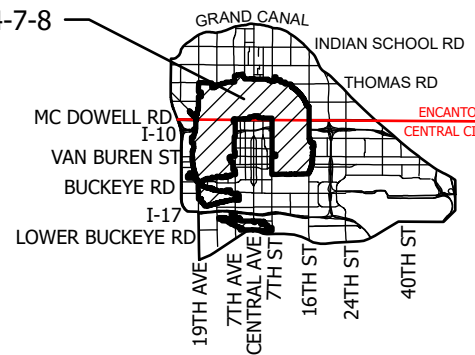 4-7-8
GRAND CANAL
INDIAN SCHOOL RD
THOMAS RD
MC DOWELL RD
ENCANTO
I-10
CENTRAL CI
VAN BUREN ST
BUCKEYE RD
I-17
LOWER BUCKEYE RD
19TH AVE
7TH AVE
CENTRAL AVE
7TH ST
16TH ST
24TH ST
40TH ST